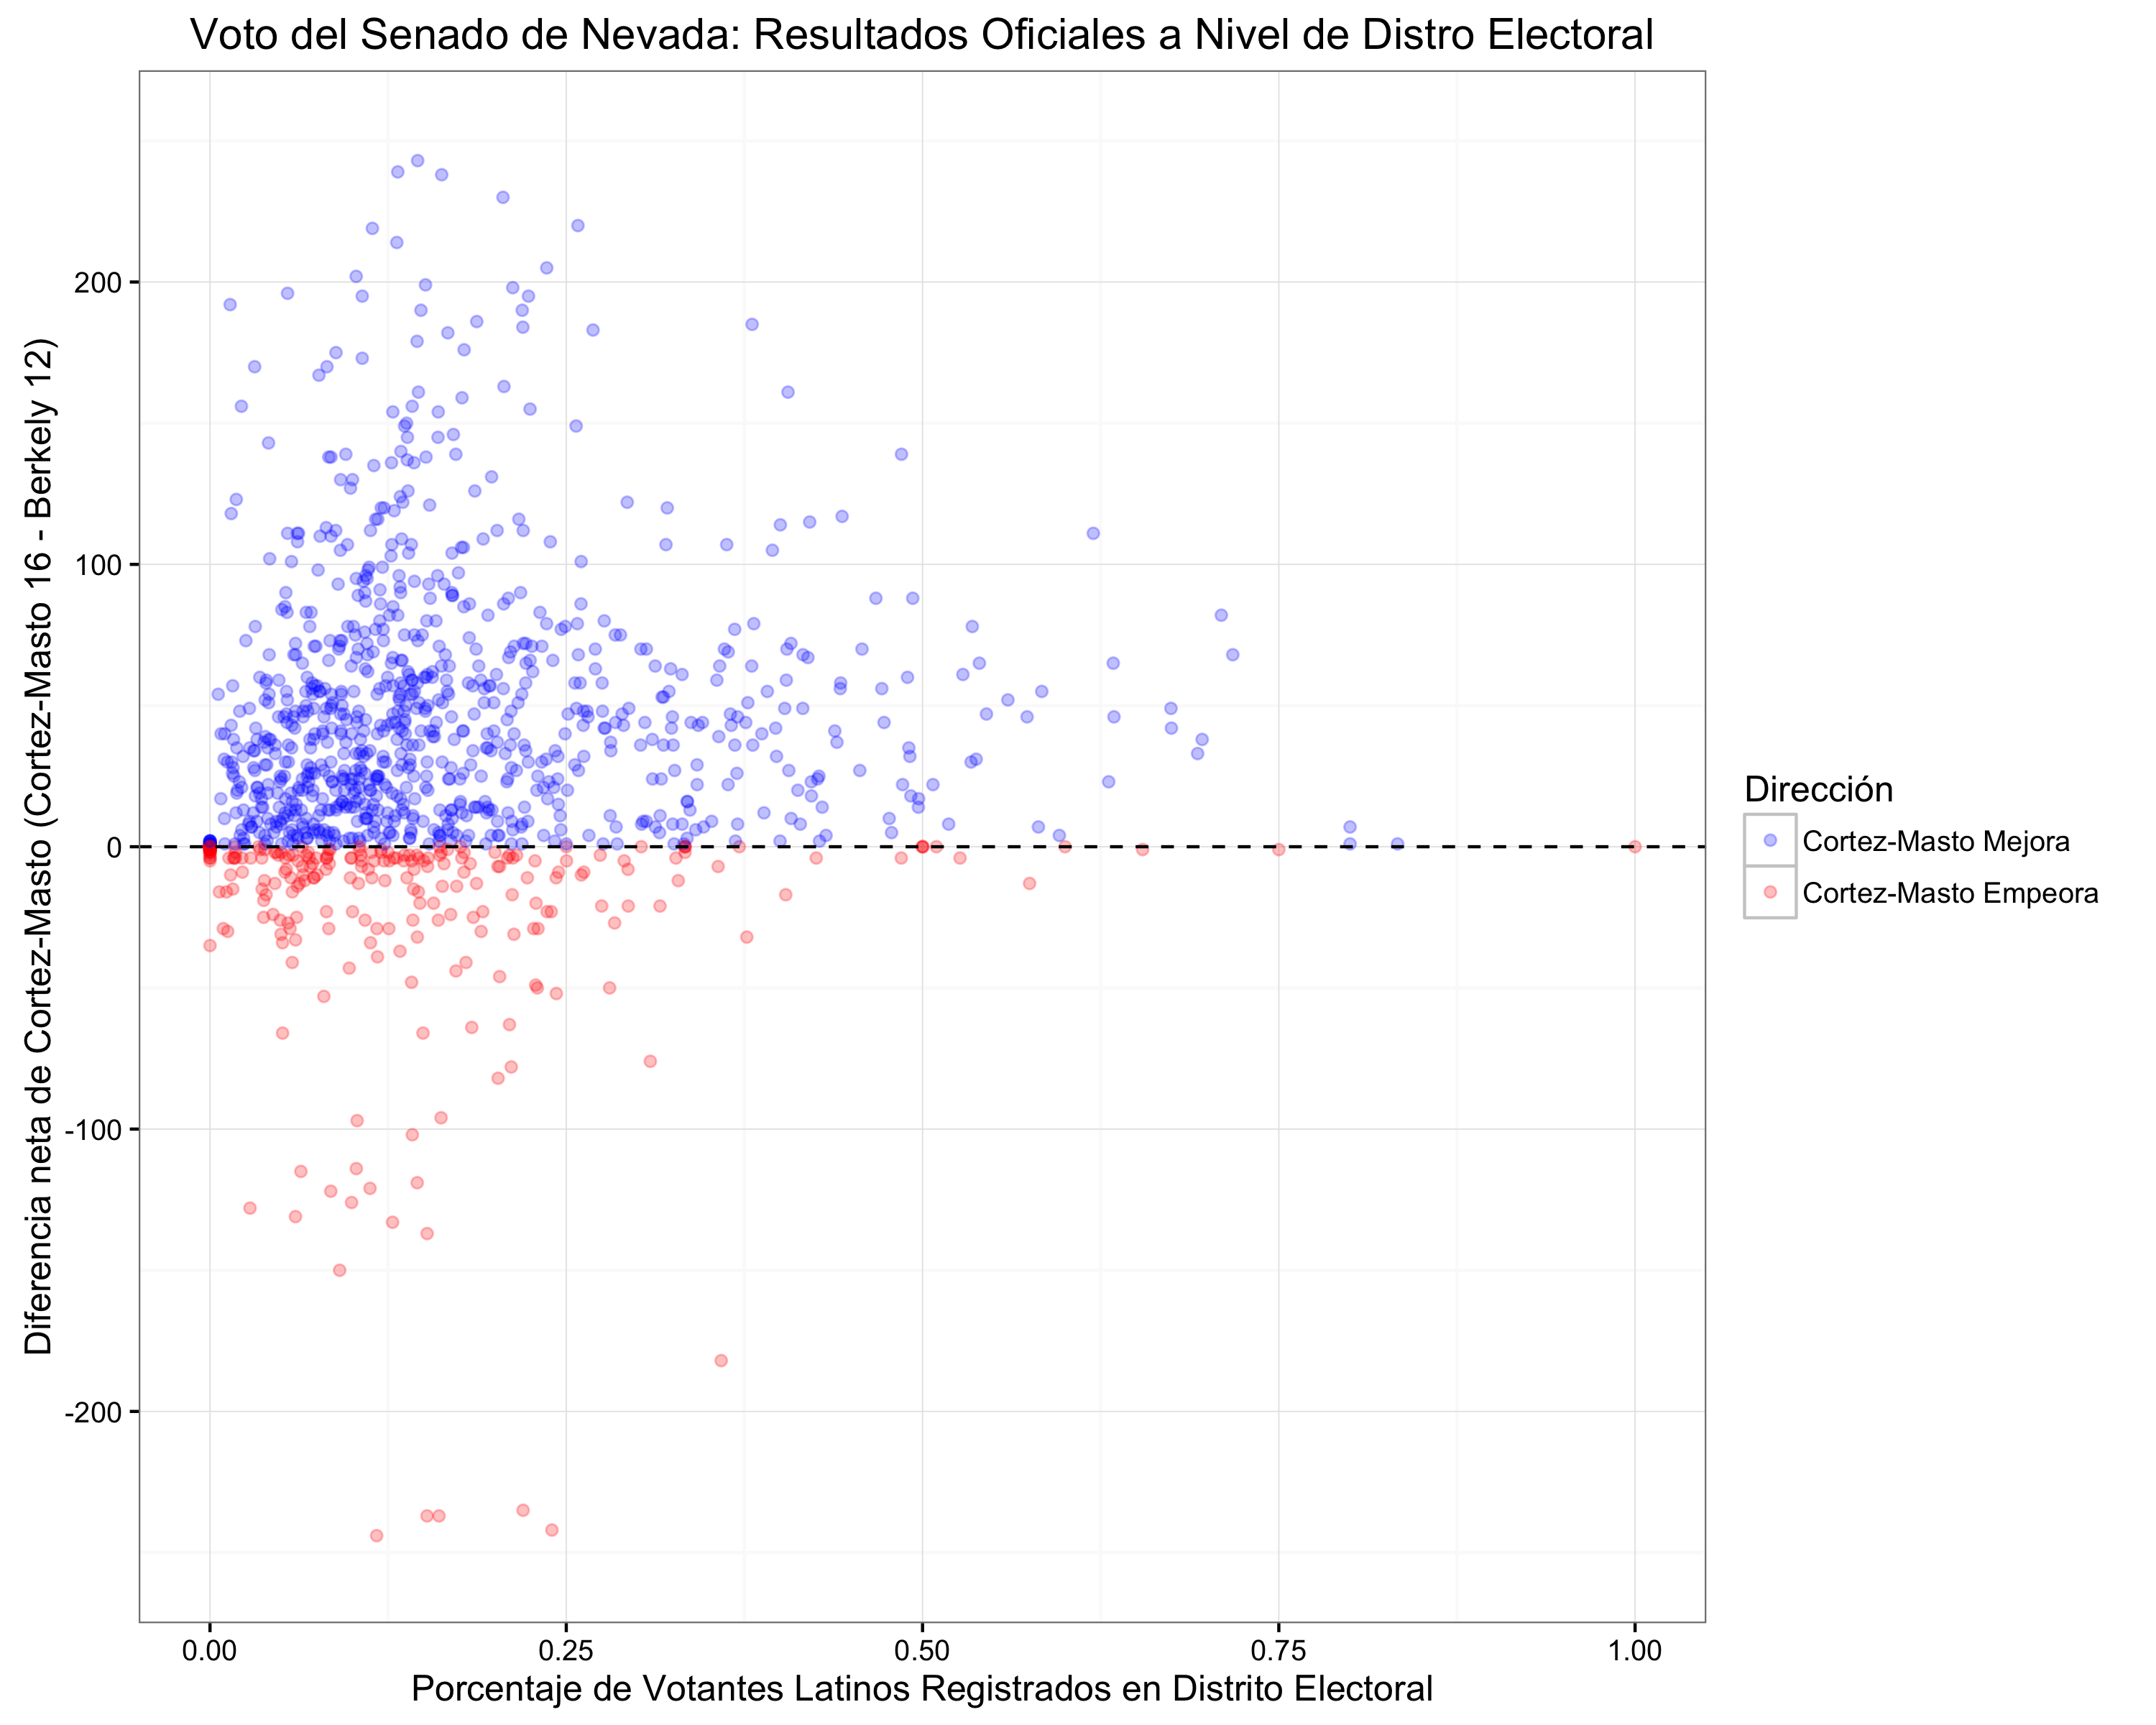 Voto del Senado de Nevada: Resultados Oficiales a Nivel de Distro Electoral
Diferencia neta de Cortez-Masto (Cortez-Masto 16 - Berkely 12)
200
100
0
-100
-200
0.00
0.25
0.50
0.75
1.00
Porcentaje de Votantes Latinos Registrados en Distrito Electoral
Dirección
Cortez-Masto Mejora
Cortez-Masto Empeora